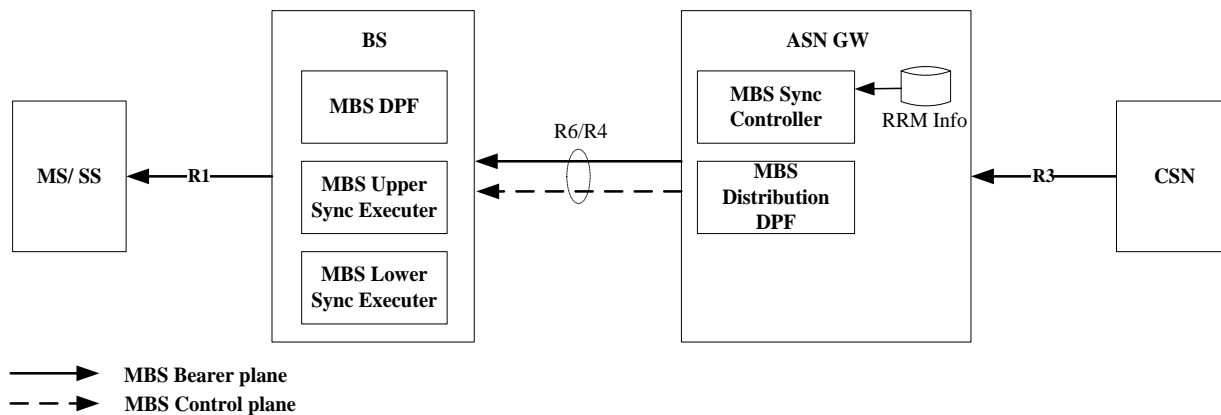 BS
ASN GW
MBS DPF
MBS Sync
Controller
RRM Info
R6/R4
MS/ SS
R1
MBS Upper
Sync Executer
MBS
Distribution
DPF
R3
CSN
MBS Lower
Sync Executer
MBS Bearer plane
MBS Control plane